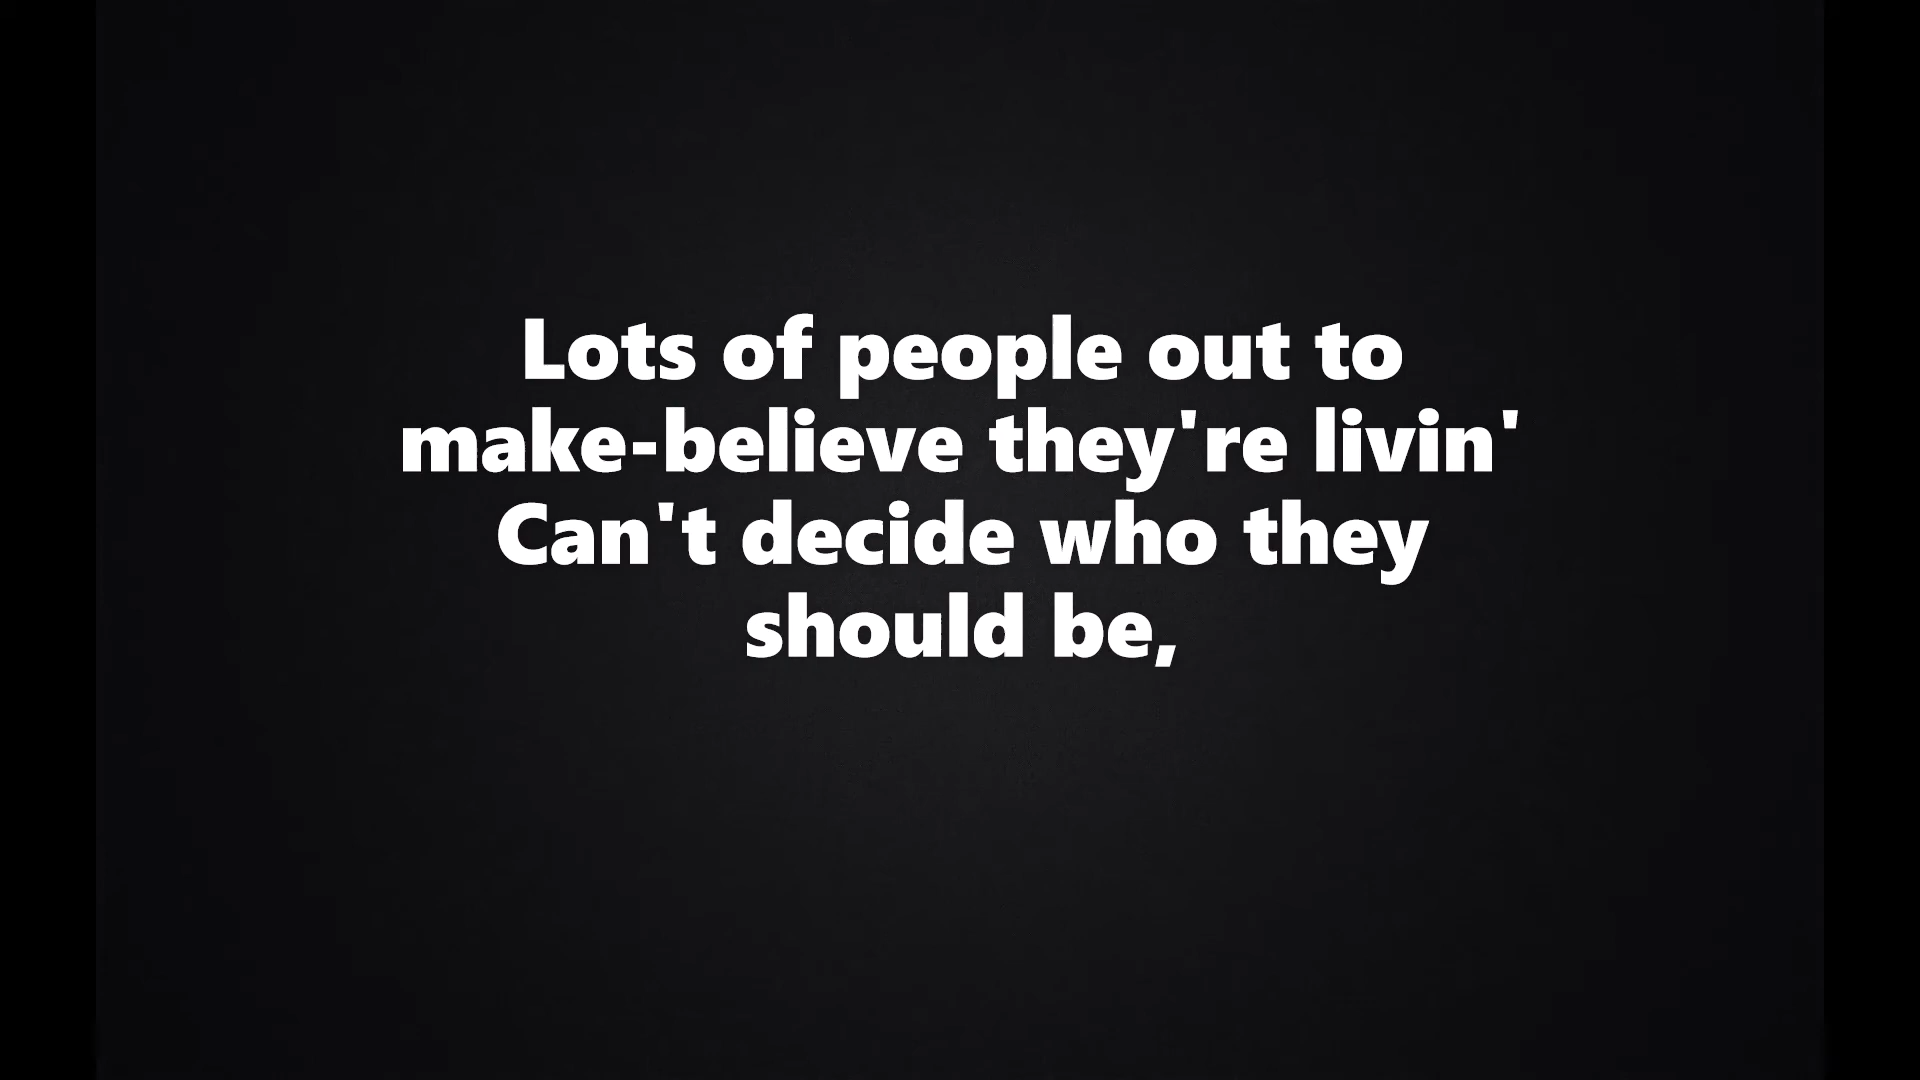 Lots of people out to
make-believe they're livin'
Can't decide who they
should be,